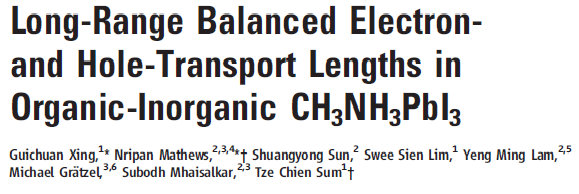 Long-Range Balanced Electron-
and Hole-Transport Lengths in
Organic-Inorganic CH₃NH₃PbI₃
Guichuan Xing,¹* Nripan Mathews,²,³,⁴*† Shuangyong Sun,² Swee Sien Lim,¹ Yeng Ming Lam,²,⁵
Michael Grätzel,³,⁶ Subodh Mhaisalkar,²,³ Tze Chien Sum¹†